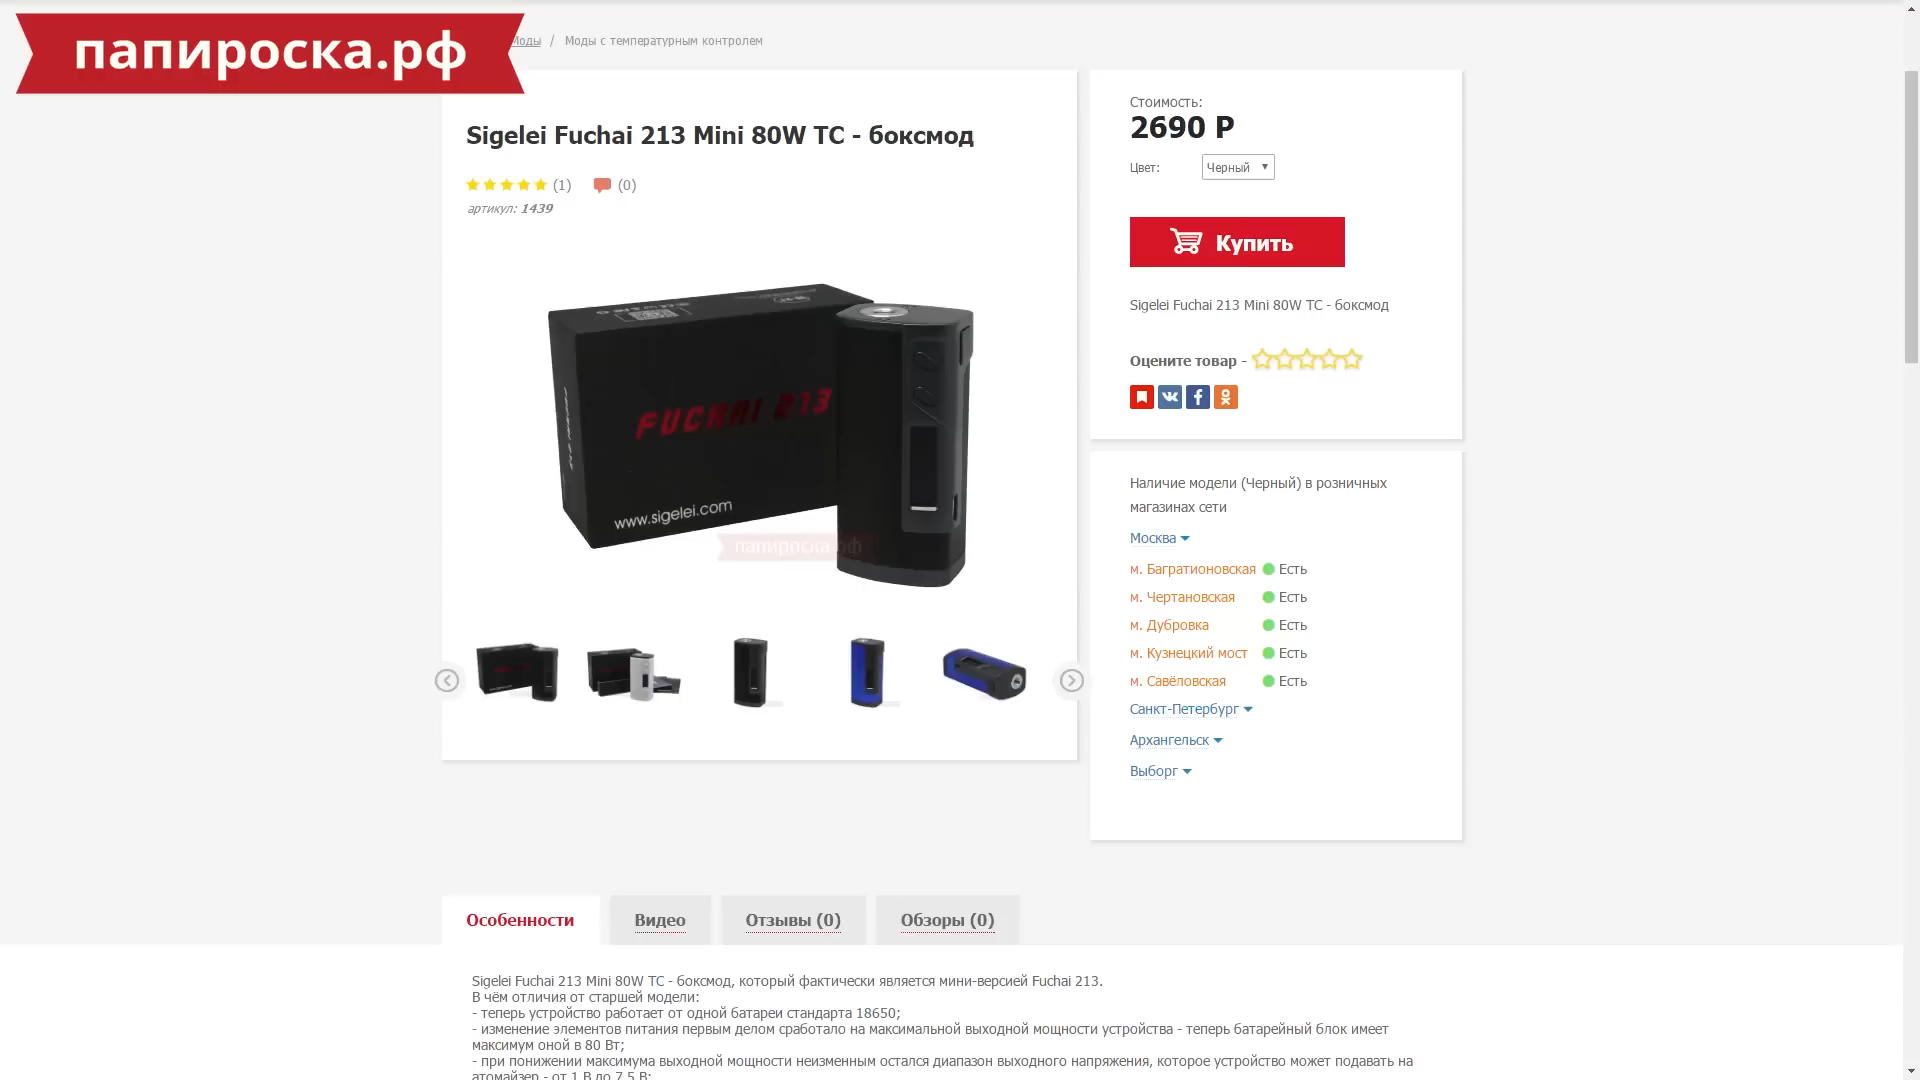 папироска.рф
Моды / Моды с температурным контролем
Sigelei Fuchai 213 Mini 80W TC - боксмод
(1) (0)
артикул: 1439
FUCHAI 213
www.sigelei.com
папироска.рф
Стоимость:
2690 Р
Цвет: Черный
Купить
Sigelei Fuchai 213 Mini 80W TC - боксмод
Оцените товар -
Наличие модели (Черный) в розничных
магазинах сети
Москва
м. Багратионовская Есть
м. Чертановская Есть
м. Дубровка Есть
м. Кузнецкий мост Есть
м. Савёловская Есть
Санкт-Петербург
Архангельск
Выборг
Особенности Видео Отзывы (0) Обзоры (0)
Sigelei Fuchai 213 Mini 80W TC - боксмод, который фактически является мини-версией Fuchai 213.
В чём отличия от старшей модели:
- теперь устройство работает от одной батареи стандарта 18650;
- изменение элементов питания первым делом сработало на максимальной выходной мощности устройства - теперь батарейный блок имеет
максимум оной в 80 Вт;
- при понижении максимума выходной мощности неизменным остался диапазон выходного напряжения, которое устройство может подавать на
атомайзер - от 1 В до 7,5 В;